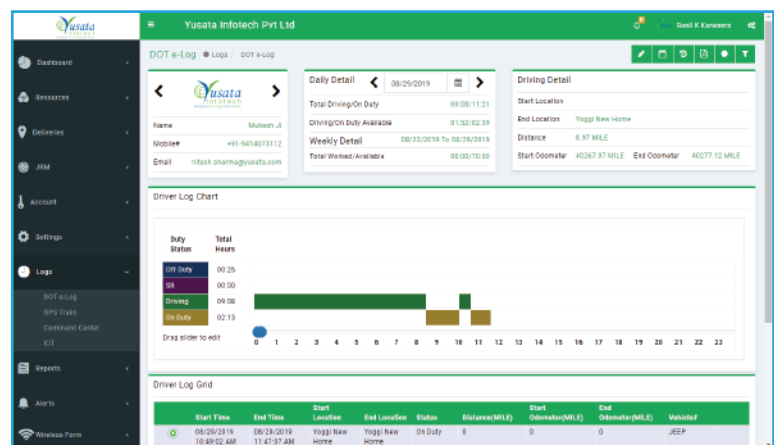 Yusata
Infotech
Yusata Infotech Pvt Ltd
Sunil K Karwasra
DOT e-Log
Logs / DOT e-Log
Dashboard
Resources
Deliveries
JRM
Account
Settings
Logs
DOT e-Log
GPS Trails
Command Center
IOT
Reports
Alerts
Wireless Form
Yusata
Infotech
Name Mukesh Ji
Mobile# +91-9414073112
Email nitesh.sharma@yusata.com
Daily Detail 08/29/2019
Total Driving/On Duty 09:08/11:21
Driving/On Duty Available 01:52/02:39
Weekly Detail 08/22/2019 To 08/29/2019
Total Worked/Available 00:00/70:00
Driving Detail
Start Location
End Location Yoggi New Home
Distance 8.97 MILE
Start Odometer 40267.97 MILE End Odometer 40277.12 MILE
Driver Log Chart
Duty Status Total Hours
Off Duty 00:26
SB 00:00
Driving 09:08
On Duty 02:13
Drag slider to edit
0 1 2 3 4 5 6 7 8 9 10 11 12 13 14 15 16 17 18 19 20 21 22 23
Driver Log Grid
Start Time End Time Start Location End Location Status Distance(MILE) Start Odometer(MILE) End Odometer(MILE) Vehicle#
08/29/2019 10:49:02 AM 08/29/2019 11:47:07 AM Yoggi New Home Yoggi New Home On Duty 0 0 0 JEEP